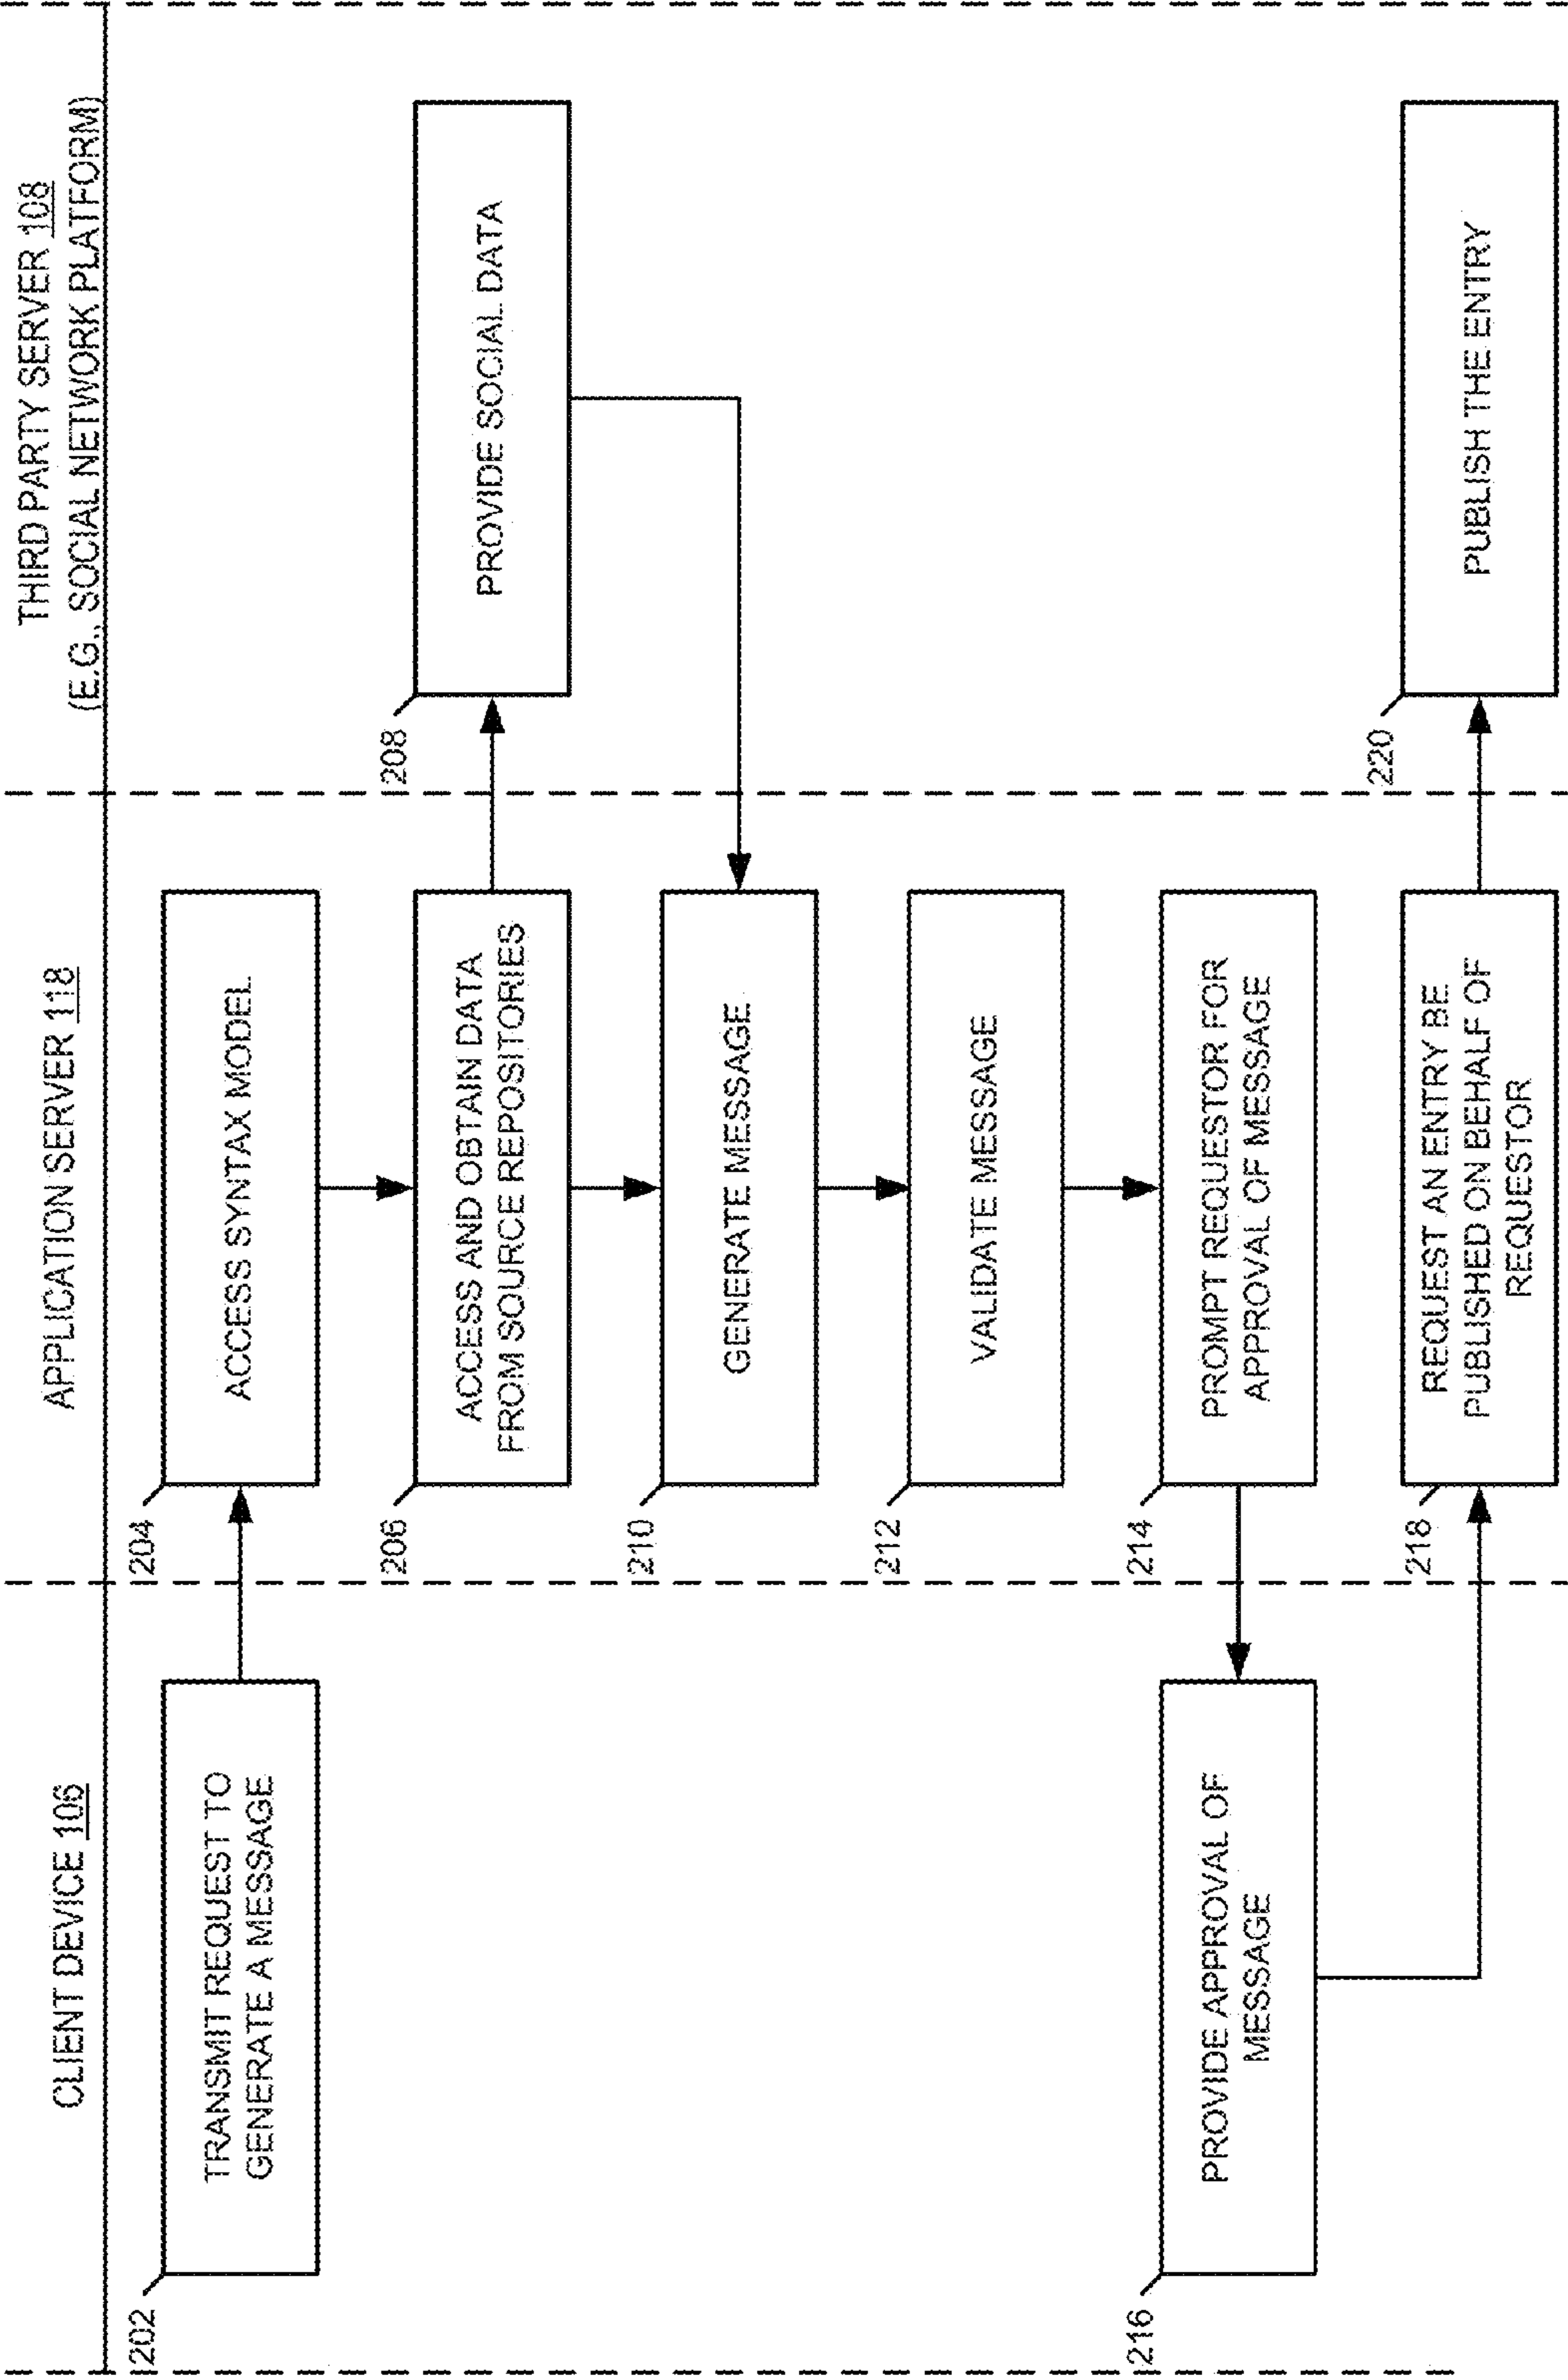 CLIENT DEVICE 106
APPLICATION SERVER 118
THIRD PARTY SERVER 108
(E.G., SOCIAL NETWORK PLATFORM)
202
TRANSMIT REQUEST TO
GENERATE A MESSAGE
204
ACCESS SYNTAX MODEL
206
ACCESS AND OBTAIN DATA
FROM SOURCE REPOSITORIES
208
PROVIDE SOCIAL DATA
210
GENERATE MESSAGE
212
VALIDATE MESSAGE
214
PROMPT REQUESTOR FOR
APPROVAL OF MESSAGE
216
PROVIDE APPROVAL OF
MESSAGE
218
REQUEST AN ENTRY BE
PUBLISHED ON BEHALF OF
REQUESTOR
220
PUBLISH THE ENTRY